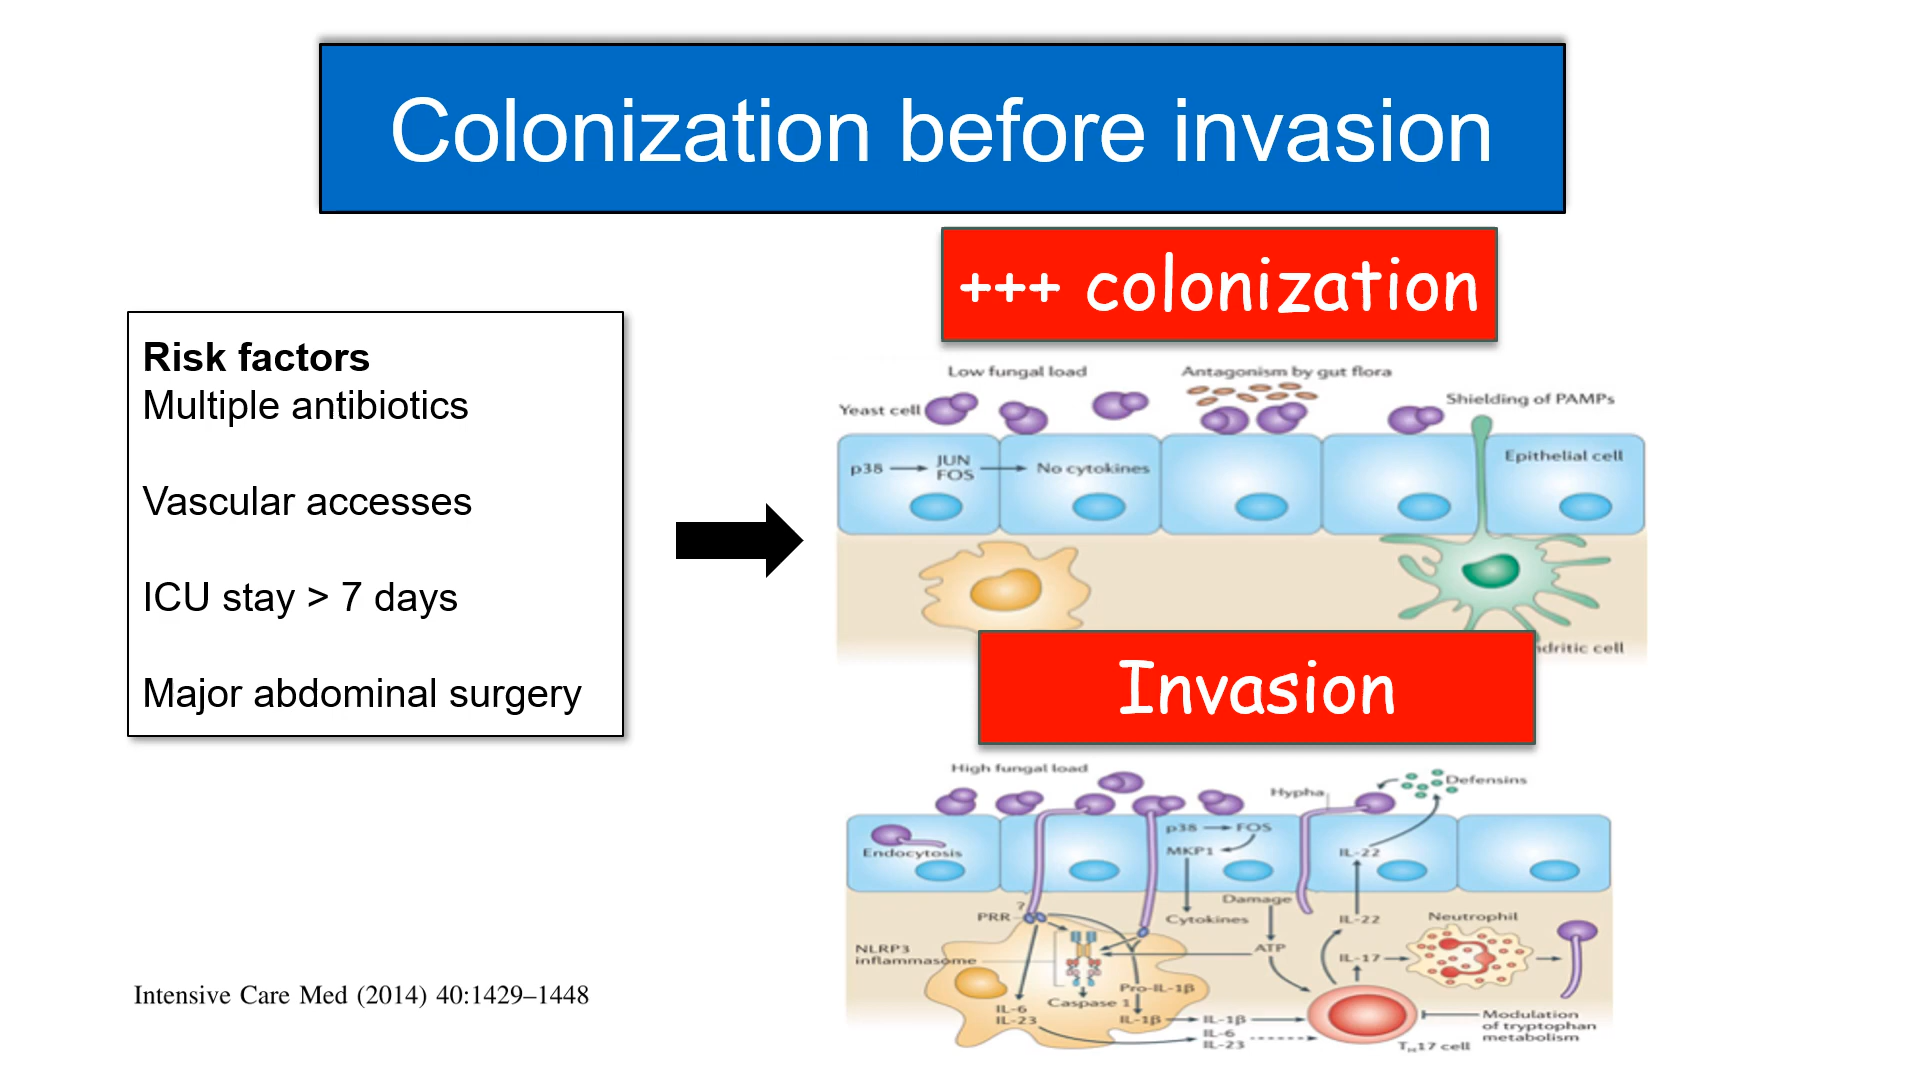 Colonization before invasion
+++ colonization
Risk factors
Multiple antibiotics
Vascular accesses
ICU stay > 7 days
Major abdominal surgery
Low fungal load
Antagonism by gut flora
Shielding of PAMPs
Yeast cell
p38
JUN
FOS
No cytokines
Epithelial cell
dritic cell
Invasion
High fungal load
Hypha
Defensins
Endocytosis
p38
FOS
MKP1
IL-22
Damage
?
PRR
Cytokines
IL-22
Neutrophil
NLRP3
inflammasome
ATP
IL-17
Pro-IL-1β
Caspase 1
IL-6
IL-23
IL-1β
IL-1β
IL-6
IL-23
TH17 cell
Modulation
of tryptophan
metabolism
Intensive Care Med (2014) 40:1429–1448